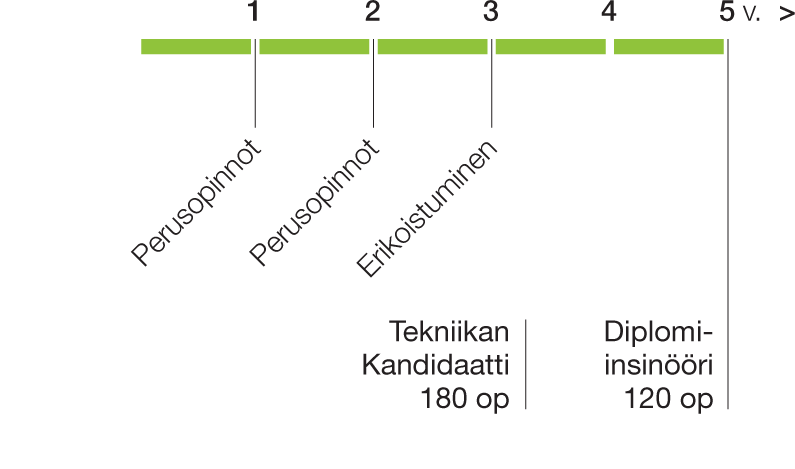 1 2 3 4 5 v. >
Perusopinnot
Perusopinnot
Erikoistuminen
Tekniikan
Kandidaatti
180 op
Diplomi-
insinööri
120 op